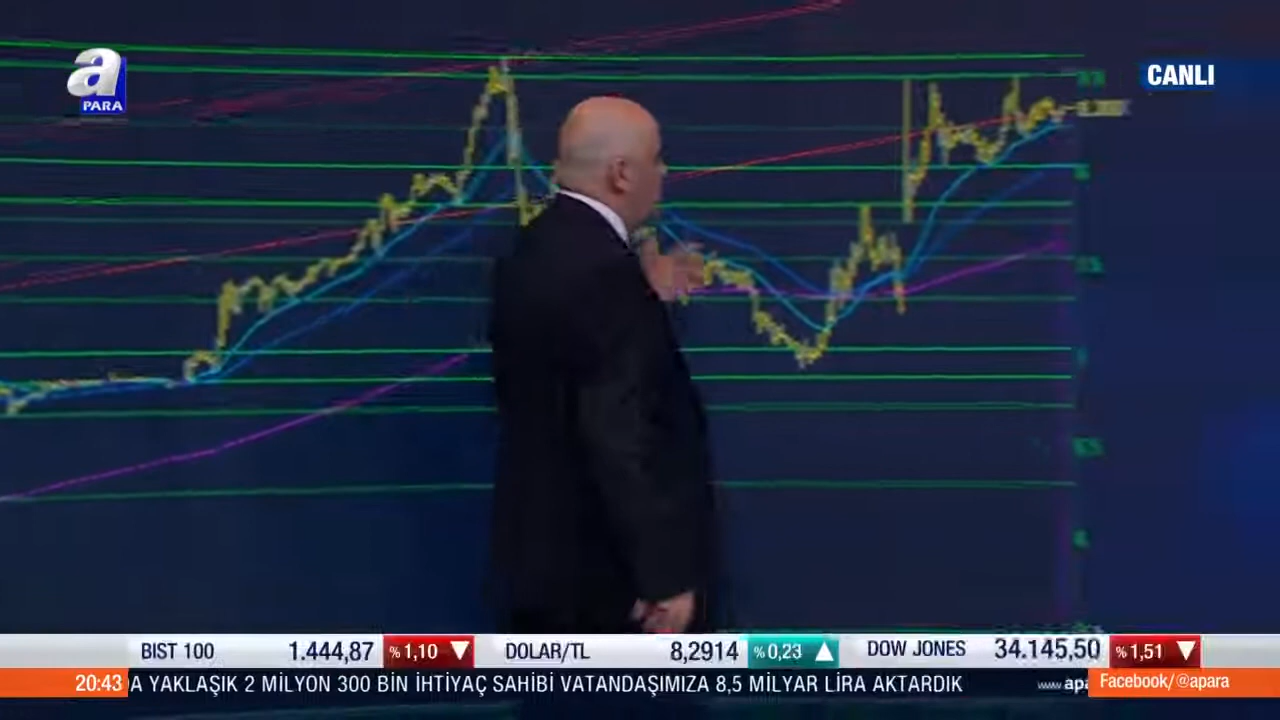 a
PARA
CANLI
BIST 100 1.444,87 %1,10 DOLAR/TL 8,2914 %0,23 DOW JONES 34.145,50 %1,51
20:43 YAKLAŞIK 2 MİLYON 300 BİN İHTİYAÇ SAHİBİ VATANDAŞIMIZA 8,5 MİLYAR LİRA AKTARDIK www.apa Facebook/@apara